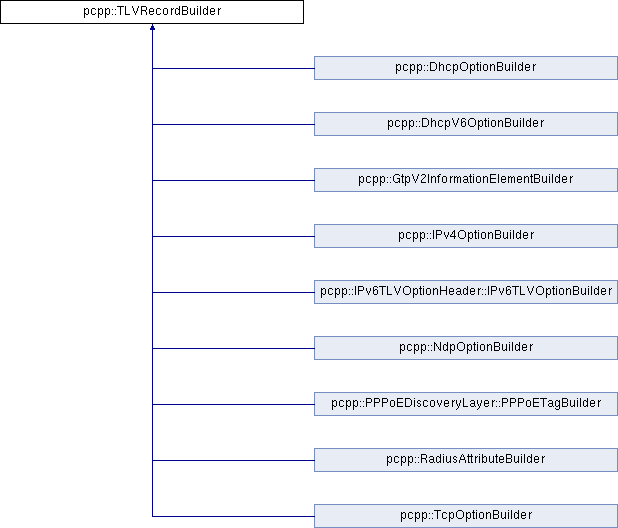 pcpp::TLVRecordBuilder
pcpp::DhcpOptionBuilder
pcpp::DhcpV6OptionBuilder
pcpp::GtpV2InformationElementBuilder
pcpp::IPv4OptionBuilder
pcpp::IPv6TLVOptionHeader::IPv6TLVOptionBuilder
pcpp::NdpOptionBuilder
pcpp::PPPoEDiscoveryLayer::PPPoETagBuilder
pcpp::RadiusAttributeBuilder
pcpp::TcpOptionBuilder